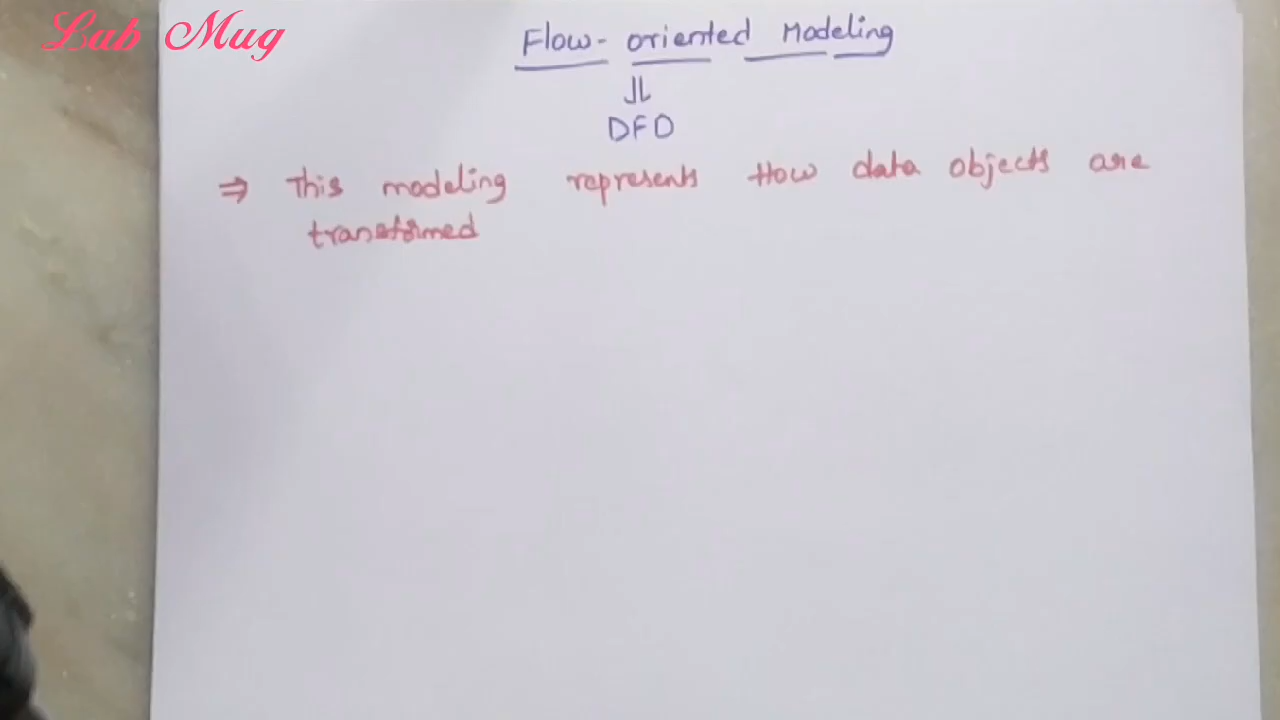 Lab Mug
Flow- oriented Modeling
⇓
DFD
⇒ This modeling represents How data objects are
transformed